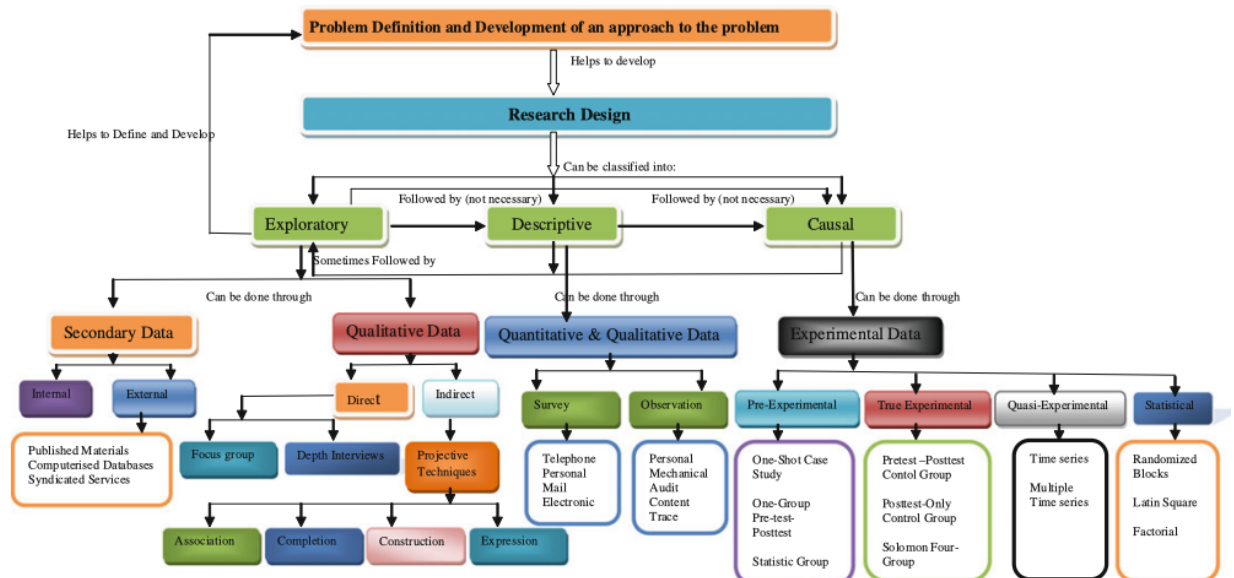 Problem Definition and Development of an approach to the problem
Helps to develop
Research Design
Helps to Define and Develop
Can be classified into:
Followed by (not necessary)
Followed by (not necessary)
Exploratory
Descriptive
Causal
Sometimes Followed by
Can be done through
Can be done through
Can be done through
Secondary Data
Qualitative Data
Quantitative & Qualitative Data
Experimental Data
Internal
External
Direct
Indirect
Survey
Observation
Pre-Experimental
True Experimental
Quasi-Experimental
Statistical
Published Materials
Computerised Databases
Syndicated Services
Focus group
Depth Interviews
Projective
Techniques
Telephone
Personal
Mail
Electronic
Personal
Mechanical
Audit
Content
Trace
One-Shot Case
Study
One-Group
Pre-test-
Posttest
Statistic Group
Pretest –Posttest
Contol Group
Posttest-Only
Control Group
Solomon Four-
Group
Time series
Multiple
Time series
Randomized
Blocks
Latin Square
Factorial
Association
Completion
Construction
Expression